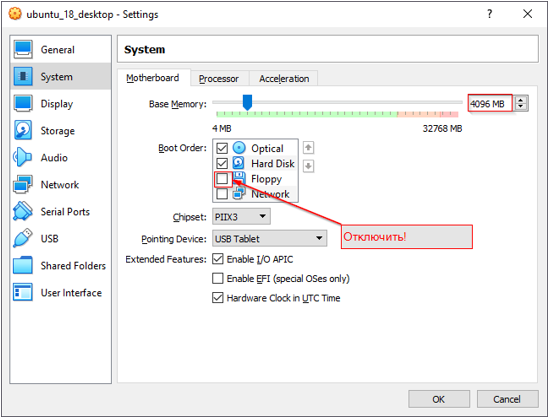 ubuntu_18_desktop - Settings
General
System
Display
Storage
Audio
Network
Serial Ports
USB
Shared Folders
User Interface
System
Motherboard Processor Acceleration
Base Memory: 4096 MB
4 MB 32768 MB
Boot Order: Optical
Hard Disk
Floppy
Network
Chipset: PIIX3
Отключить!
Pointing Device: USB Tablet
Extended Features: Enable I/O APIC
Enable EFI (special OSes only)
Hardware Clock in UTC Time
OK Cancel